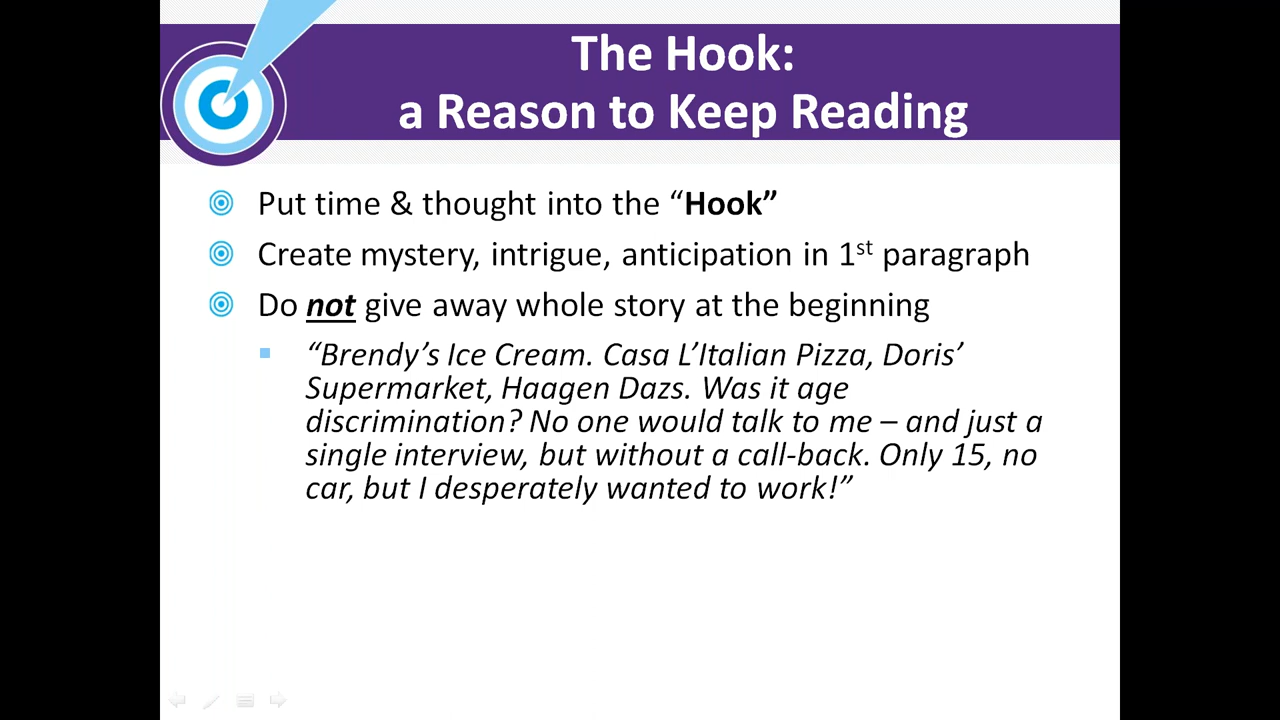 The Hook:
a Reason to Keep Reading
Put time & thought into the “Hook”
Create mystery, intrigue, anticipation in 1st paragraph
Do not give away whole story at the beginning
“Brendy’s Ice Cream. Casa L’Italian Pizza, Doris’
Supermarket, Haagen Dazs. Was it age
discrimination? No one would talk to me – and just a
single interview, but without a call-back. Only 15, no
car, but I desperately wanted to work!”